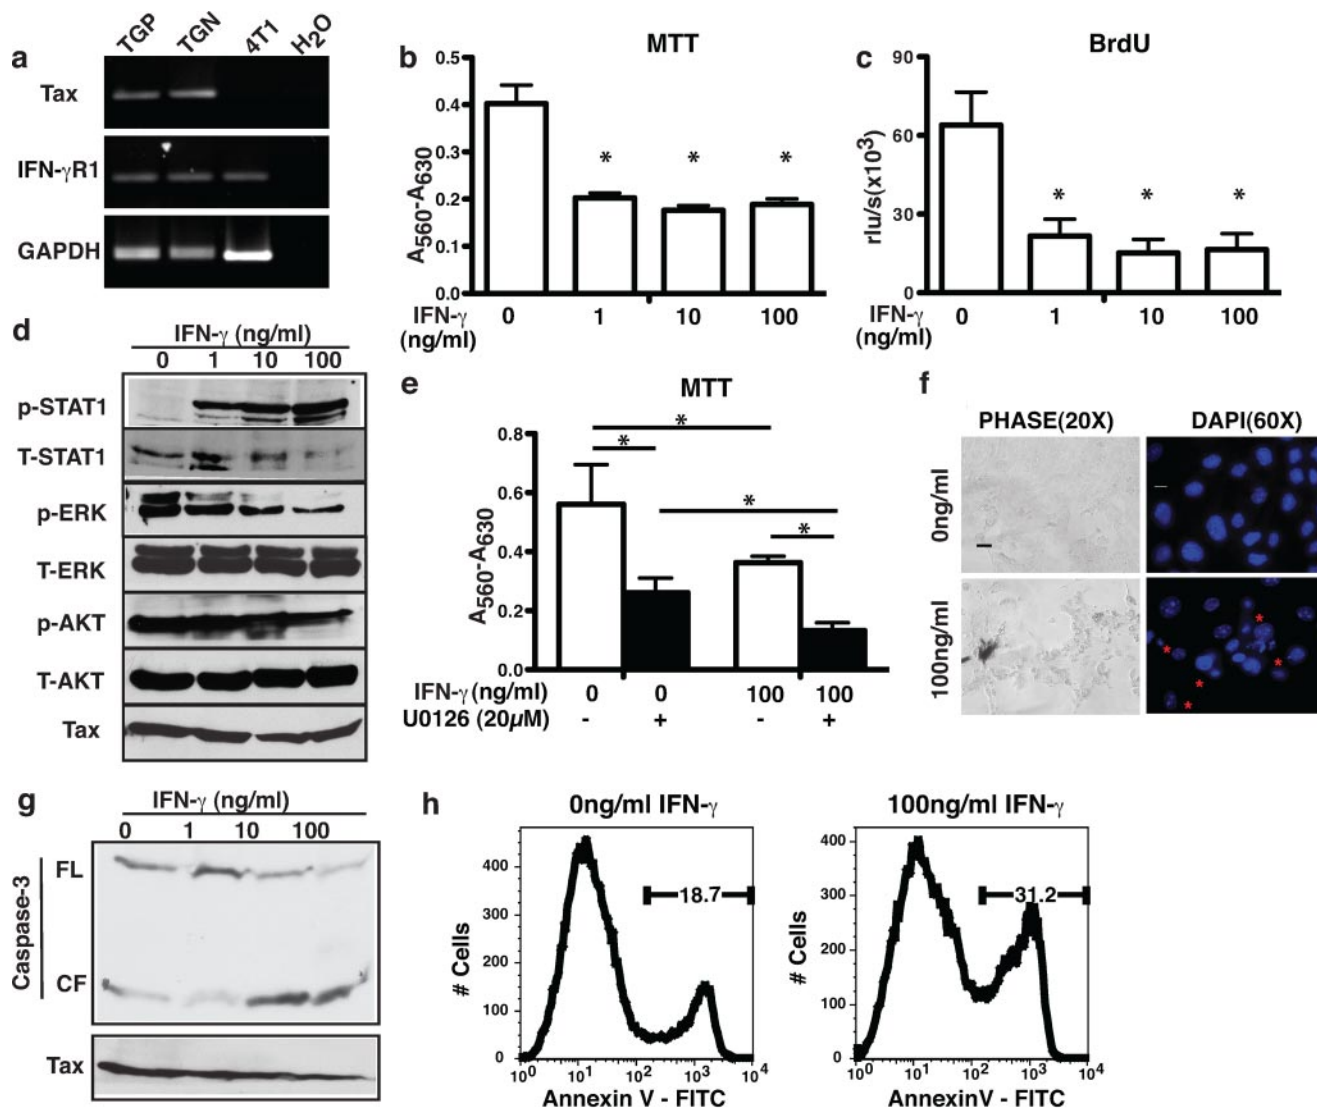 a
TGP TGN 4T1 H2O
Tax
IFN-γR1
GAPDH
b
MTT
0.5
0.4
0.3
0.2
0.1
0.0
A560-A630
* * *
IFN-γ 0 1 10 100
(ng/ml)
c
BrdU
90
60
30
0
rlu/s(x103)
* * *
IFN-γ 0 1 10 100
(ng/ml)
d
IFN-γ (ng/ml)
0 1 10 100
p-STAT1
T-STAT1
p-ERK
T-ERK
p-AKT
T-AKT
Tax
e
MTT
0.8
0.6
0.4
0.2
0.0
A560-A630
*
*
*
*
IFN-γ (ng/ml) 0 0 100 100
U0126 (20µM) - + - +
f
PHASE(20X) DAPI(60X)
0ng/ml
100ng/ml
* * * * *
g
IFN-γ (ng/ml)
0 1 10 100
Caspase-3
FL
CF
Tax
h
0ng/ml IFN-γ
400
300
200
100
0
# Cells
18.7
100 101 102 103 104
Annexin V - FITC
100ng/ml IFN-γ
400
300
200
100
0
# Cells
31.2
100 101 102 103 104
AnnexinV - FITC